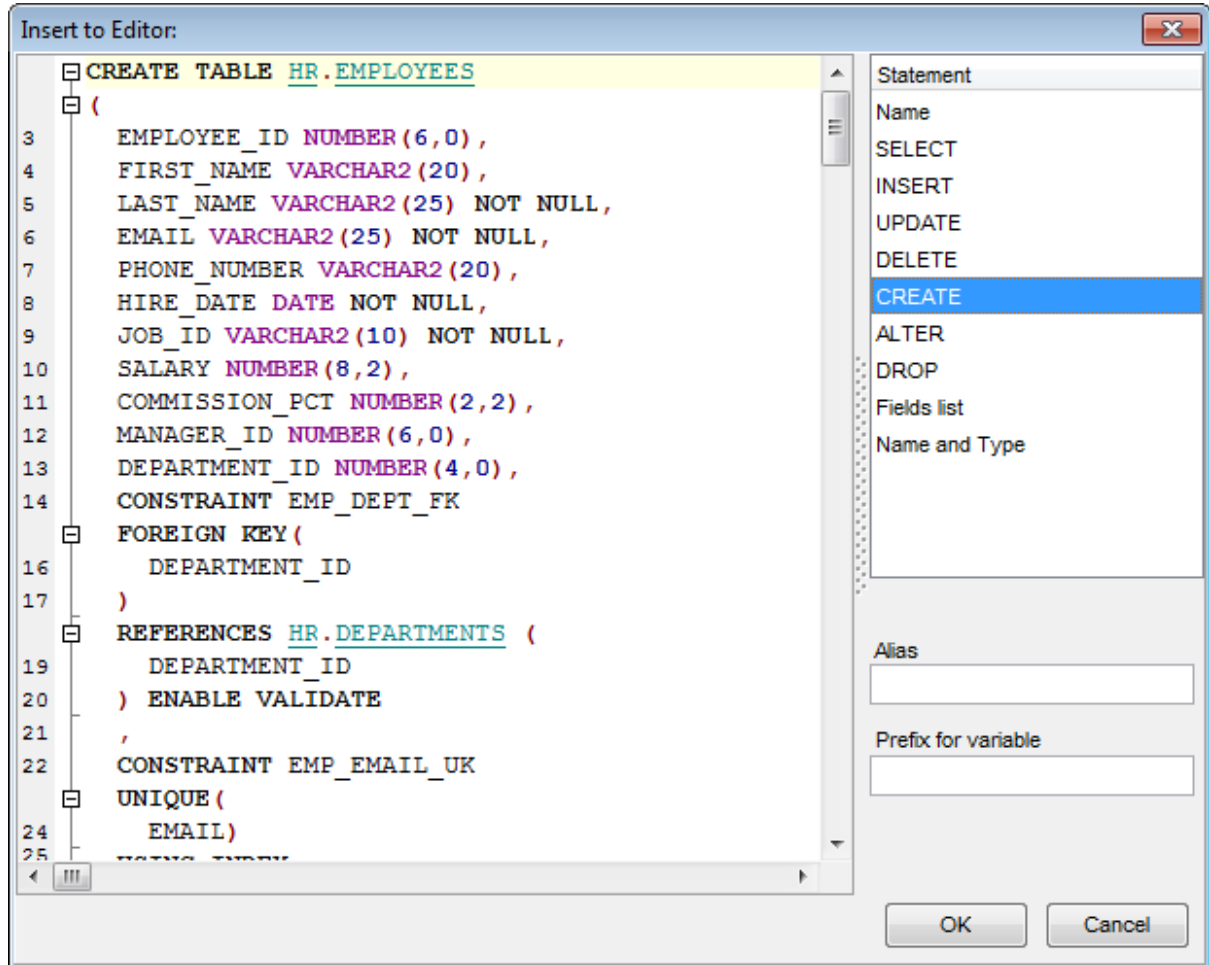 Insert to Editor:
CREATE TABLE HR.EMPLOYEES
(
3 EMPLOYEE_ID NUMBER(6,0),
4 FIRST_NAME VARCHAR2(20),
5 LAST_NAME VARCHAR2(25) NOT NULL,
6 EMAIL VARCHAR2(25) NOT NULL,
7 PHONE_NUMBER VARCHAR2(20),
8 HIRE_DATE DATE NOT NULL,
9 JOB_ID VARCHAR2(10) NOT NULL,
10 SALARY NUMBER(8,2),
11 COMMISSION_PCT NUMBER(2,2),
12 MANAGER_ID NUMBER(6,0),
13 DEPARTMENT_ID NUMBER(4,0),
14 CONSTRAINT EMP_DEPT_FK
FOREIGN KEY(
16 DEPARTMENT_ID
17 )
REFERENCES HR.DEPARTMENTS (
19 DEPARTMENT_ID
20 ) ENABLE VALIDATE
21 ,
22 CONSTRAINT EMP_EMAIL_UK
UNIQUE(
24 EMAIL)
25 USING INDEX
Statement
Name
SELECT
INSERT
UPDATE
DELETE
CREATE
ALTER
DROP
Fields list
Name and Type
Alias
Prefix for variable
OK
Cancel